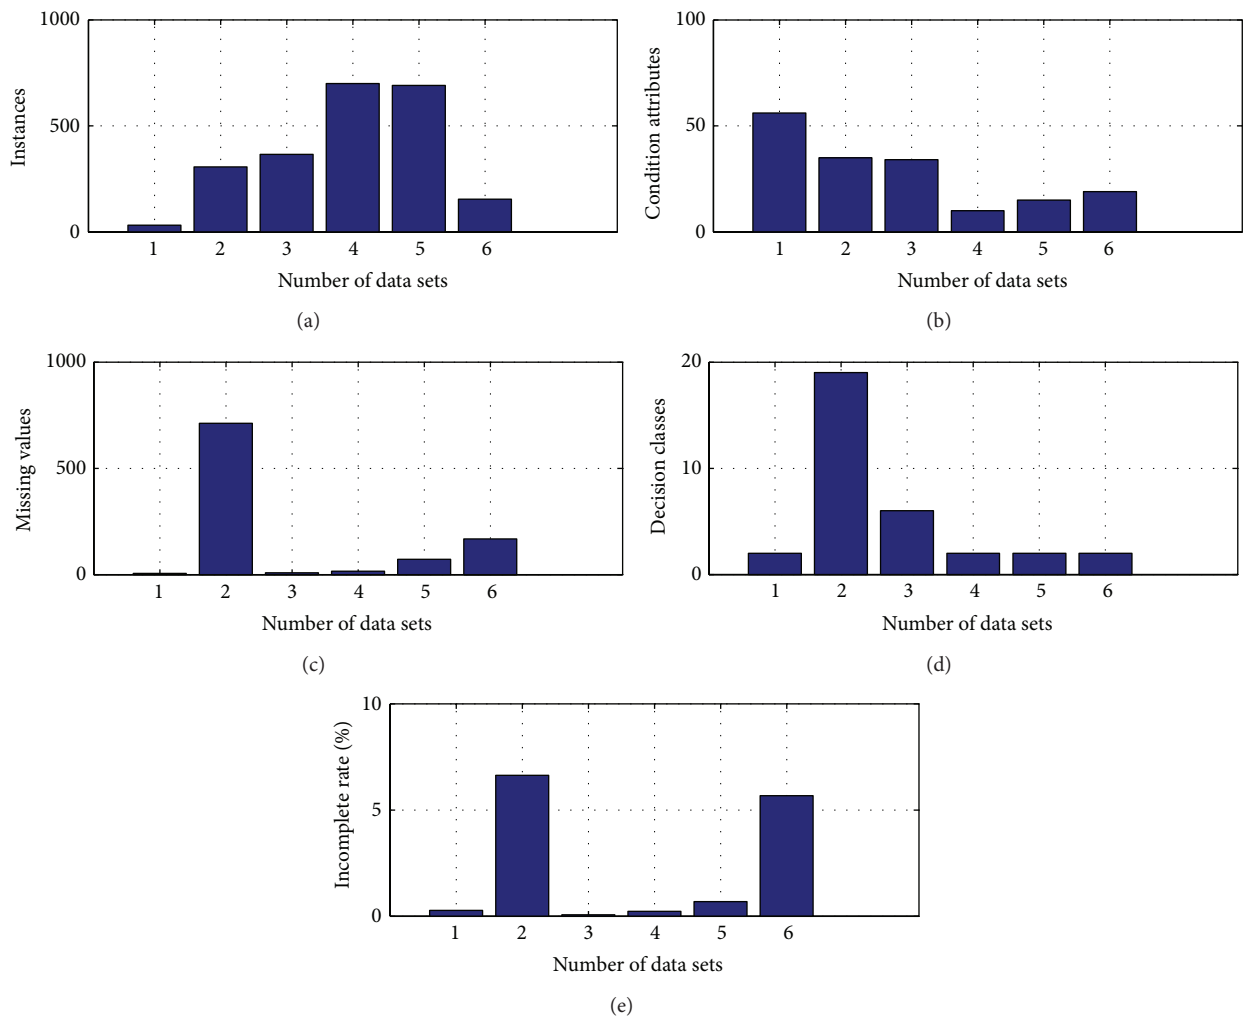 1000
500
0
Instances
1 2 3 4 5 6
Number of data sets
(a)
100
50
0
Condition attributes
1 2 3 4 5 6
Number of data sets
(b)
1000
500
0
Missing values
1 2 3 4 5 6
Number of data sets
(c)
20
10
0
Decision classes
1 2 3 4 5 6
Number of data sets
(d)
10
5
0
Incomplete rate (%)
1 2 3 4 5 6
Number of data sets
(e)